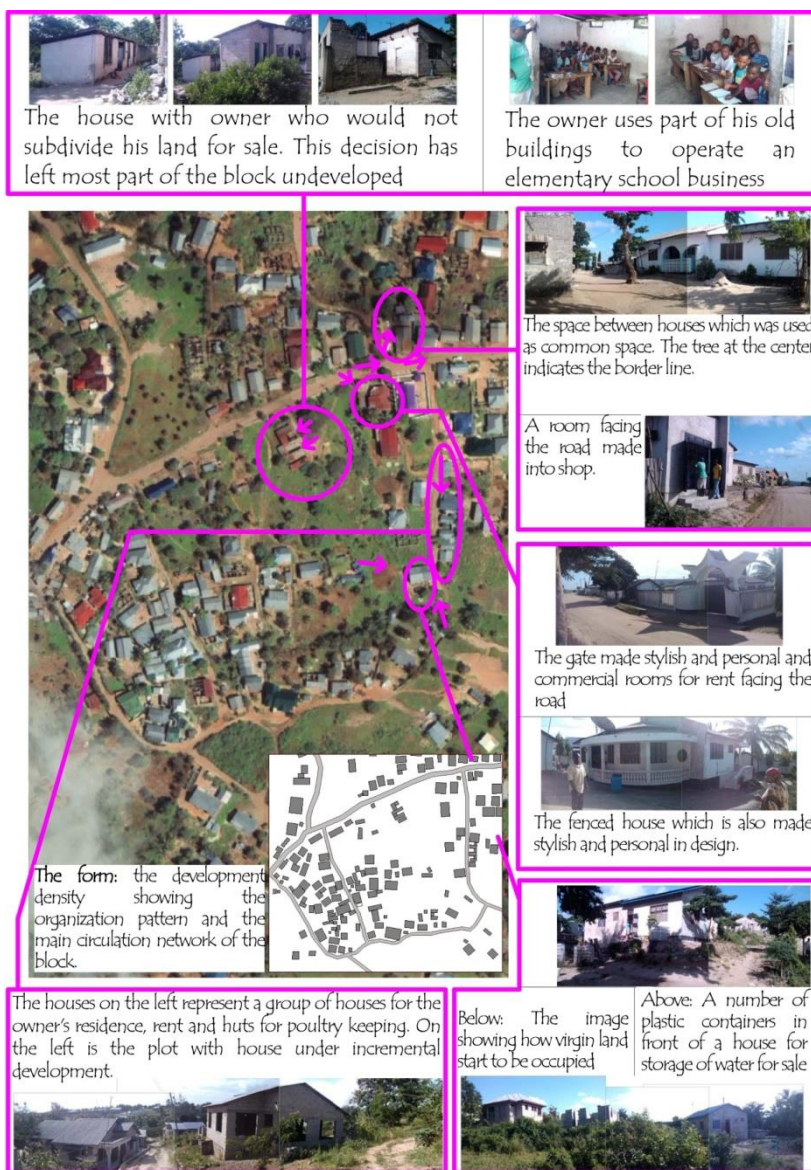 The house with owner who would not
subdivide his land for sale. This decision has
left most part of the block undeveloped
The owner uses part of his old
buildings to operate an
elementary school business
The space between houses which was used
as common space. The tree at the center
indicates the border line.
A room facing
the road made
into shop.
The gate made stylish and personal and
commercial rooms for rent facing the
road
The fenced house which is also made
stylish and personal in design.
The form: the development
density showing the
organization pattern and the
main circulation network of the
block.
The houses on the left represent a group of houses for the
owner's residence, rent and huts for poultry keeping. On
the left is the plot with house under incremental
development.
Below: The image
showing how virgin land
start to be occupied
Above: A number of
plastic containers in
front of a house for
storage of water for sale